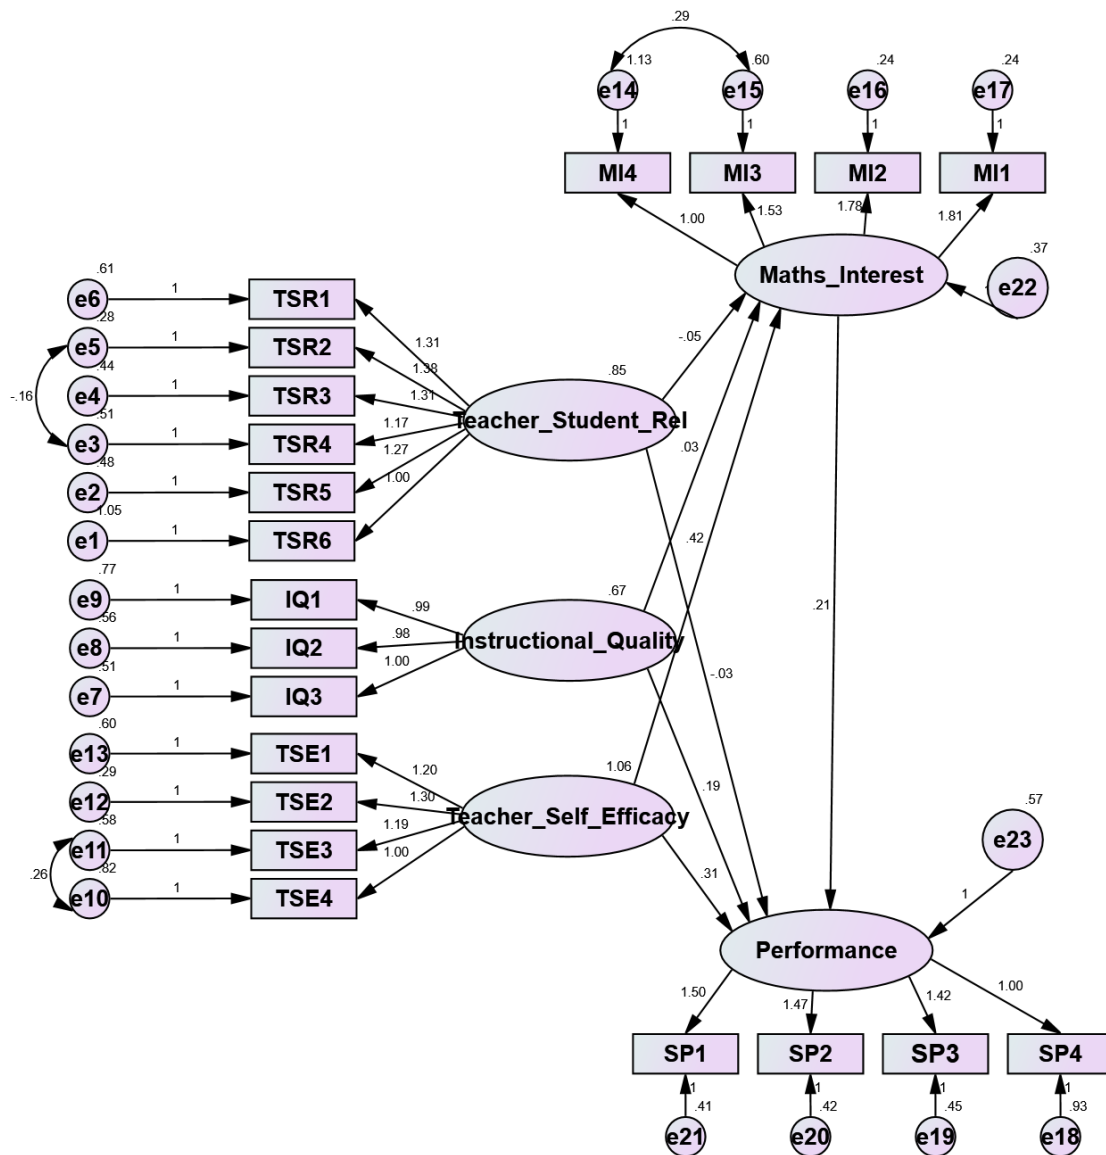 .29
1.13
.60
.24
.24
e14
e15
e16
e17
1
1
1
1
MI4
MI3
MI2
MI1
1.00
1.53
1.78
1.81
Maths_Interest
.37
e22
.61
e6
1
TSR1
.28
e5
1
TSR2
.44
e4
1
TSR3
.51
e3
1
TSR4
.48
e2
1
TSR5
1.05
e1
1
TSR6
-.16
1.31
1.38
1.31
1.17
1.27
1.00
.85
Teacher_Student_Rel
-.05
.03
.42
.21
.77
e9
1
IQ1
.56
e8
1
IQ2
.51
e7
1
IQ3
.99
.98
1.00
.67
Instructional_Quality
-.03
.19
.31
.60
e13
1
TSE1
.29
e12
1
TSE2
.58
e11
1
TSE3
.82
e10
1
TSE4
.26
1.20
1.30
1.19
1.00
1.06
Teacher_Self_Efficacy
.57
e23
1
Performance
1.50
1.47
1.42
1.00
SP1
SP2
SP3
SP4
1
1
1
1
.41
.42
.45
.93
e21
e20
e19
e18